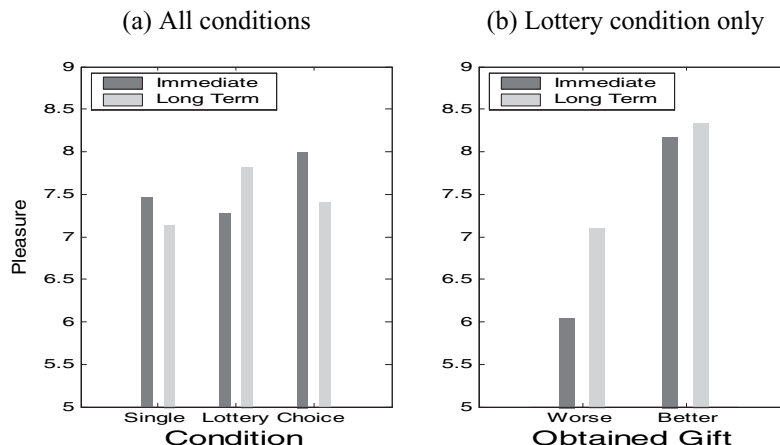 (a) All conditions
(b) Lottery condition only
9
8.5
8
7.5
7
6.5
6
5.5
5
Pleasure
Immediate
Long Term
Single Lottery Choice
Condition
9
8.5
8
7.5
7
6.5
6
5.5
5
Immediate
Long Term
Worse Better
Obtained Gift